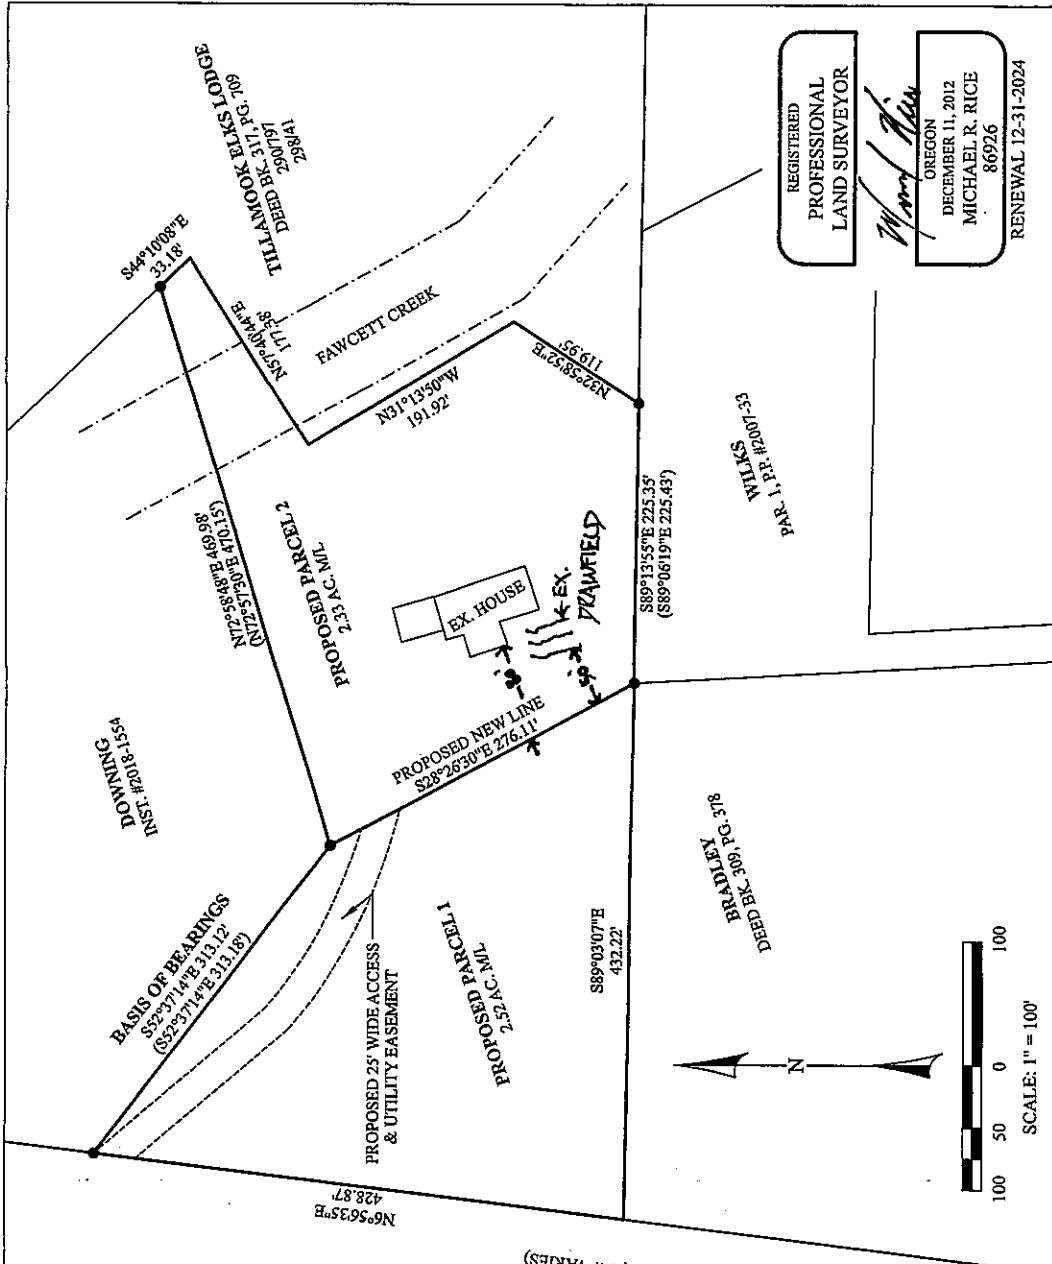 TILLAMOOK ELKS LODGE
DEED BK. 317, PG. 709
290/797
298/41
S44°10'08"E
33.18'
N57°40'44"E
177.38'
FAWCETT CREEK
N31°13'50"W
191.92'
N32°58'52"E
119.95'
REGISTERED
PROFESSIONAL
LAND SURVEYOR
OREGON
DECEMBER 11, 2012
MICHAEL R. RICE
86926
RENEWAL 12-31-2024
N72°58'48"E 469.98'
(N72°57'30"E 470.15')
PROPOSED PARCEL 2
2.33 AC. M/L
EX. HOUSE
EX.
DRAINFIELD
WILKS
PAR. 1, P.P. #2007-33
S89°13'55"E 225.35'
(S89°06'19"E 225.43')
DOWNING
INST. #2018-1554
PROPOSED NEW LINE
S28°26'30"E 276.11'
BASIS OF BEARINGS
S52°37'14"E 313.12'
(S52°37'14"E 313.18')
PROPOSED 25' WIDE ACCESS
& UTILITY EASEMENT
PROPOSED PARCEL 1
2.52 AC. M/L
S89°03'07"E
432.22'
BRADLEY
DEED BK. 309, PG. 378
N6°56'35"E
428.87'
N
100 50 0 100
SCALE: 1" = 100'